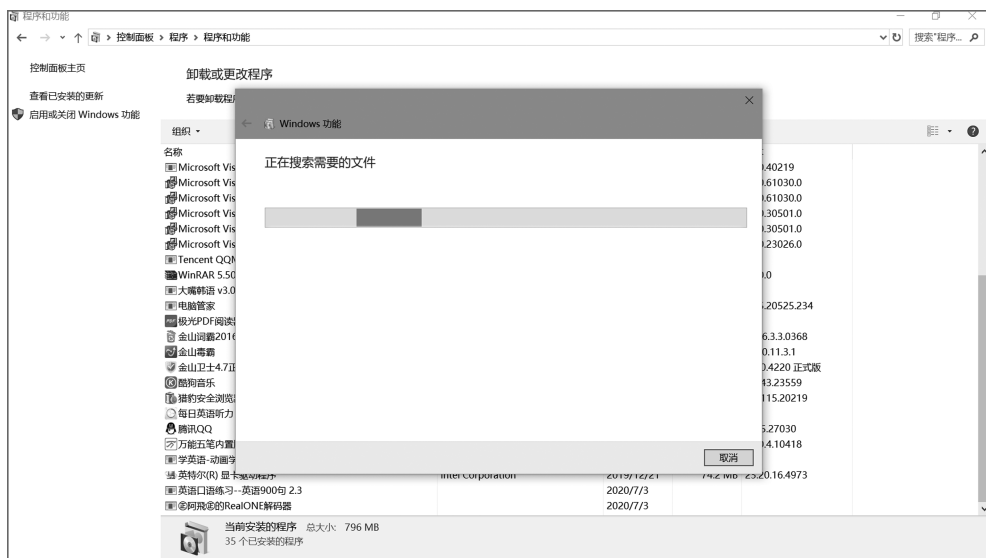 程序和功能
控制面板 › 程序 › 程序和功能
搜索"程序...
控制面板主页
查看已安装的更新
启用或关闭 Windows 功能
卸载或更改程序
若要卸载程
组织
Windows 功能
正在搜索需要的文件
取消
名称
Microsoft Vis
.40219
Microsoft Vis
.61030.0
Microsoft Vis
.61030.0
Microsoft Vis
.30501.0
Microsoft Vis
.30501.0
Microsoft Vis
.23026.0
Tencent QQM
WinRAR 5.50
.0
大嘴韩语 v3.0
电脑管家
.20525.234
极光PDF阅读
金山词霸2016
6.3.3.0368
金山毒霸
0.11.3.1
金山卫士4.7正
0.4220 正式版
酷狗音乐
43.23559
猎豹安全浏览
115.20219
每日英语听力
腾讯QQ
.27030
万能五笔内置
.4.10418
学英语-动画学
英特尔(R) 显卡驱动程序 Intel Corporation 2019/12/21 74.2 MB 25.20.16.4973
英语口语练习--英语900句 2.3 2020/7/3
㊣阿飛㊣的RealONE解码器 2020/7/3
当前安装的程序 总大小: 796 MB
35 个已安装的程序